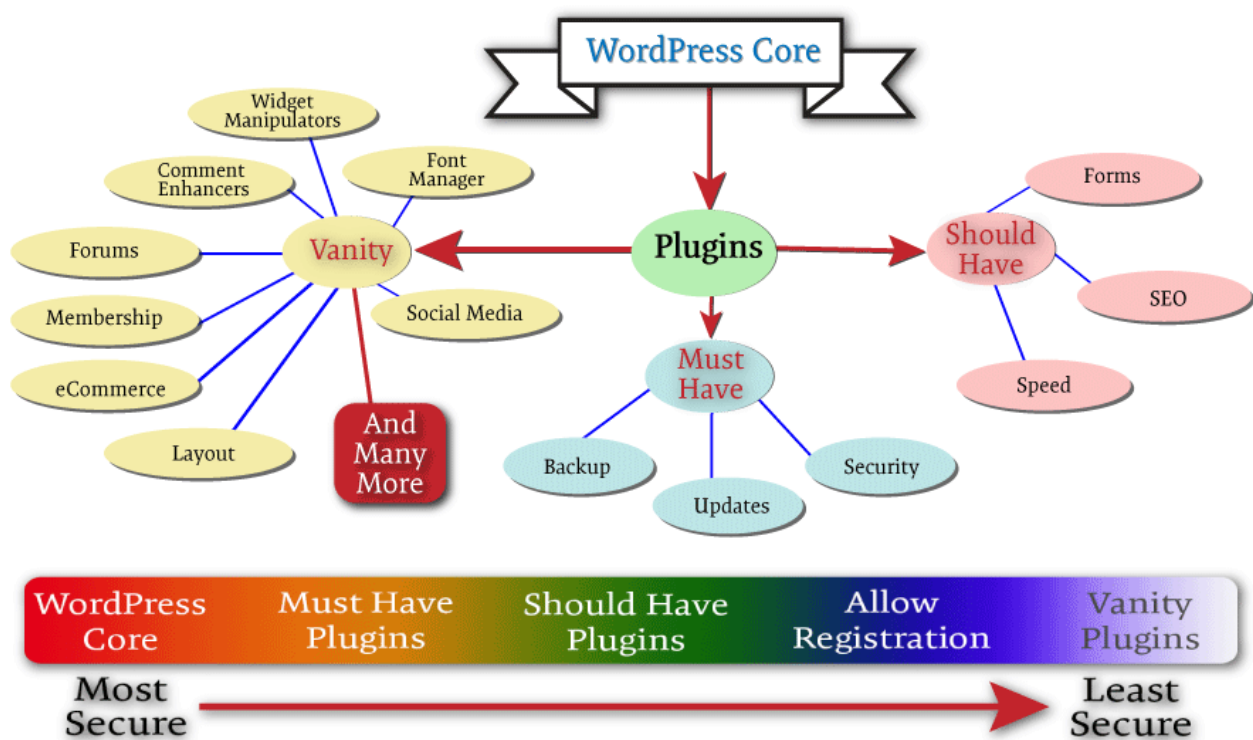 WordPress Core
Widget
Manipulators
Comment
Enhancers
Font
Manager
Forums
Vanity
Membership
Social Media
eCommerce
Layout
And
Many
More
Plugins
Must
Have
Backup
Updates
Security
Should
Have
Forms
SEO
Speed
WordPress
Core
Must Have
Plugins
Should Have
Plugins
Allow
Registration
Vanity
Plugins
Most
Secure
Least
Secure